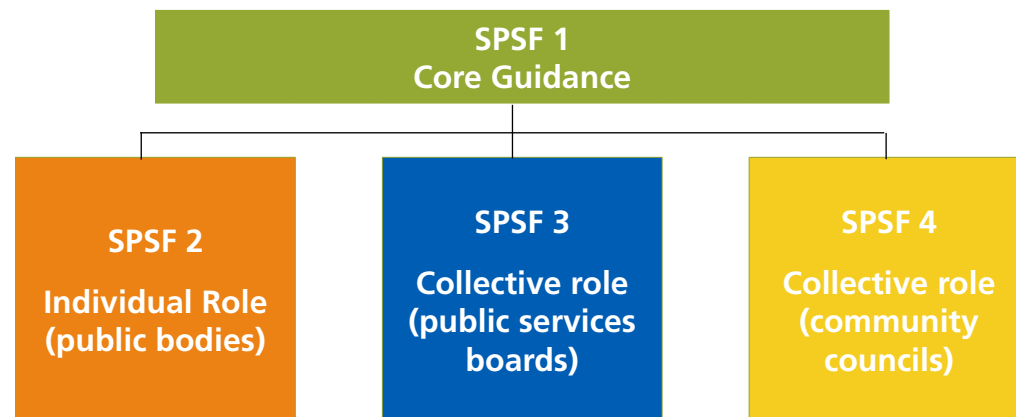 SPSF 1
Core Guidance
SPSF 2
Individual Role
(public bodies)
SPSF 3
Collective role
(public services
boards)
SPSF 4
Collective role
(community
councils)